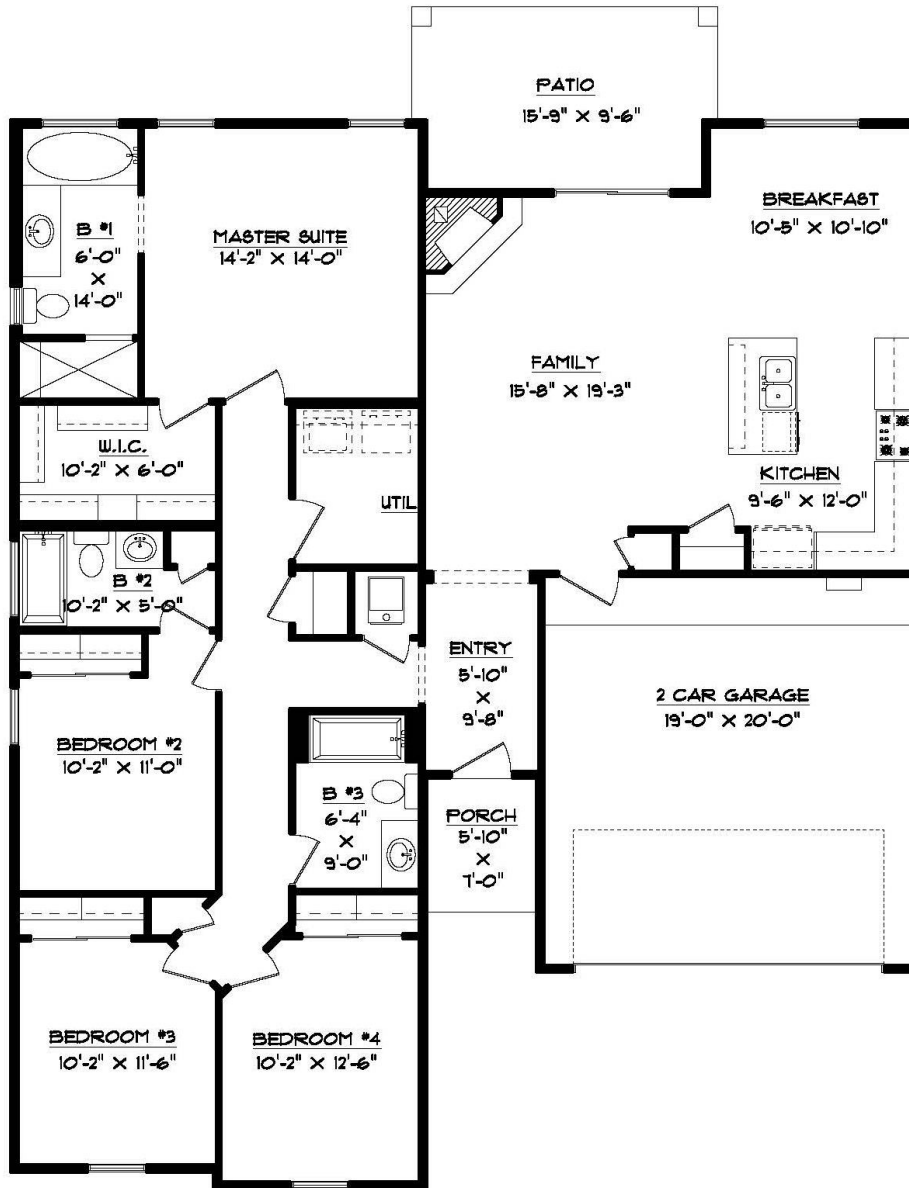 PATIO
15'-9" X 9'-6"
BREAKFAST
10'-5" X 10'-10"
B #1
6'-0"
X
14'-0"
MASTER SUITE
14'-2" X 14'-0"
FAMILY
15'-8" X 19'-3"
W.I.C.
10'-2" X 6'-0"
UTIL
KITCHEN
9'-6" X 12'-0"
B #2
10'-2" X 5'-0"
ENTRY
5'-10"
X
9'-8"
2 CAR GARAGE
19'-0" X 20'-0"
BEDROOM #2
10'-2" X 11'-0"
B #3
6'-4"
X
9'-0"
PORCH
5'-10"
X
7'-0"
BEDROOM #3
10'-2" X 11'-6"
BEDROOM #4
10'-2" X 12'-6"